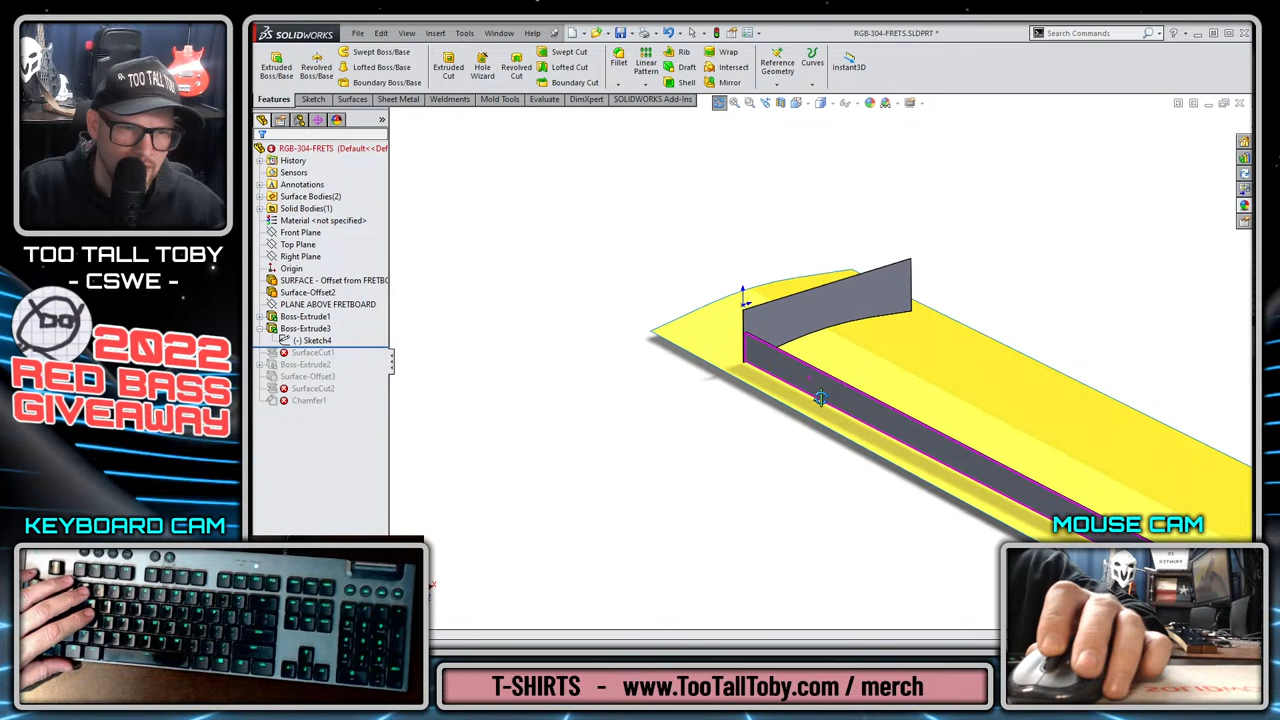 TOO TALL TOBY
- CSWE -
2022
RED BASS
GIVEAWAY
KEYBOARD CAM
MOUSE CAM
T-SHIRTS - www.TooTallToby.com / merch
SOLIDWORKS
File Edit View Insert Tools Window Help
RGB-304-FRETS.SLDPRT *
Search Commands
Extruded Boss/Base
Revolved Boss/Base
Swept Boss/Base
Lofted Boss/Base
Boundary Boss/Base
Extruded Cut
Hole Wizard
Revolved Cut
Swept Cut
Lofted Cut
Boundary Cut
Fillet
Linear Pattern
Rib
Draft
Shell
Wrap
Intersect
Mirror
Reference Geometry
Curves
Instant3D
Features Sketch Surfaces Sheet Metal Weldments Mold Tools Evaluate DimXpert SOLIDWORKS Add-Ins
RGB-304-FRETS (Default<<Def
History
Sensors
Annotations
Surface Bodies(2)
Solid Bodies(1)
Material <not specified>
Front Plane
Top Plane
Right Plane
Origin
SURFACE - Offset from FRETBO
Surface-Offset2
PLANE ABOVE FRETBOARD
Boss-Extrude1
Boss-Extrude3
(-) Sketch4
SurfaceCut1
Boss-Extrude2
Surface-Offset3
SurfaceCut2
Chamfer1